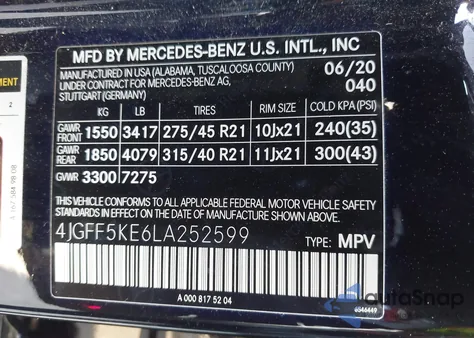 MFD BY MERCEDES-BENZ U.S. INTL., INC
MANUFACTURED IN USA (ALABAMA, TUSCALOOSA COUNTY) 06/20
UNDER CONTRACT FOR MERCEDES-BENZ AG, 040
STUTTGART (GERMANY)
KG LB TIRES RIM SIZE COLD KPA (PSI)
GAWR FRONT 1550 3417 275/45 R21 10Jx21 240(35)
GAWR REAR 1850 4079 315/40 R21 11Jx21 300(43)
GVWR 3300 7275
THIS VEHICLE CONFORMS TO ALL APPLICABLE FEDERAL MOTOR VEHICLE SAFETY
STANDARDS IN EFFECT ON THE DATE OF MANUFACTURE SHOWN ABOVE.
4JGFF5KE6LA252599 TYPE: MPV
A 000 817 52 04
AutoSnap